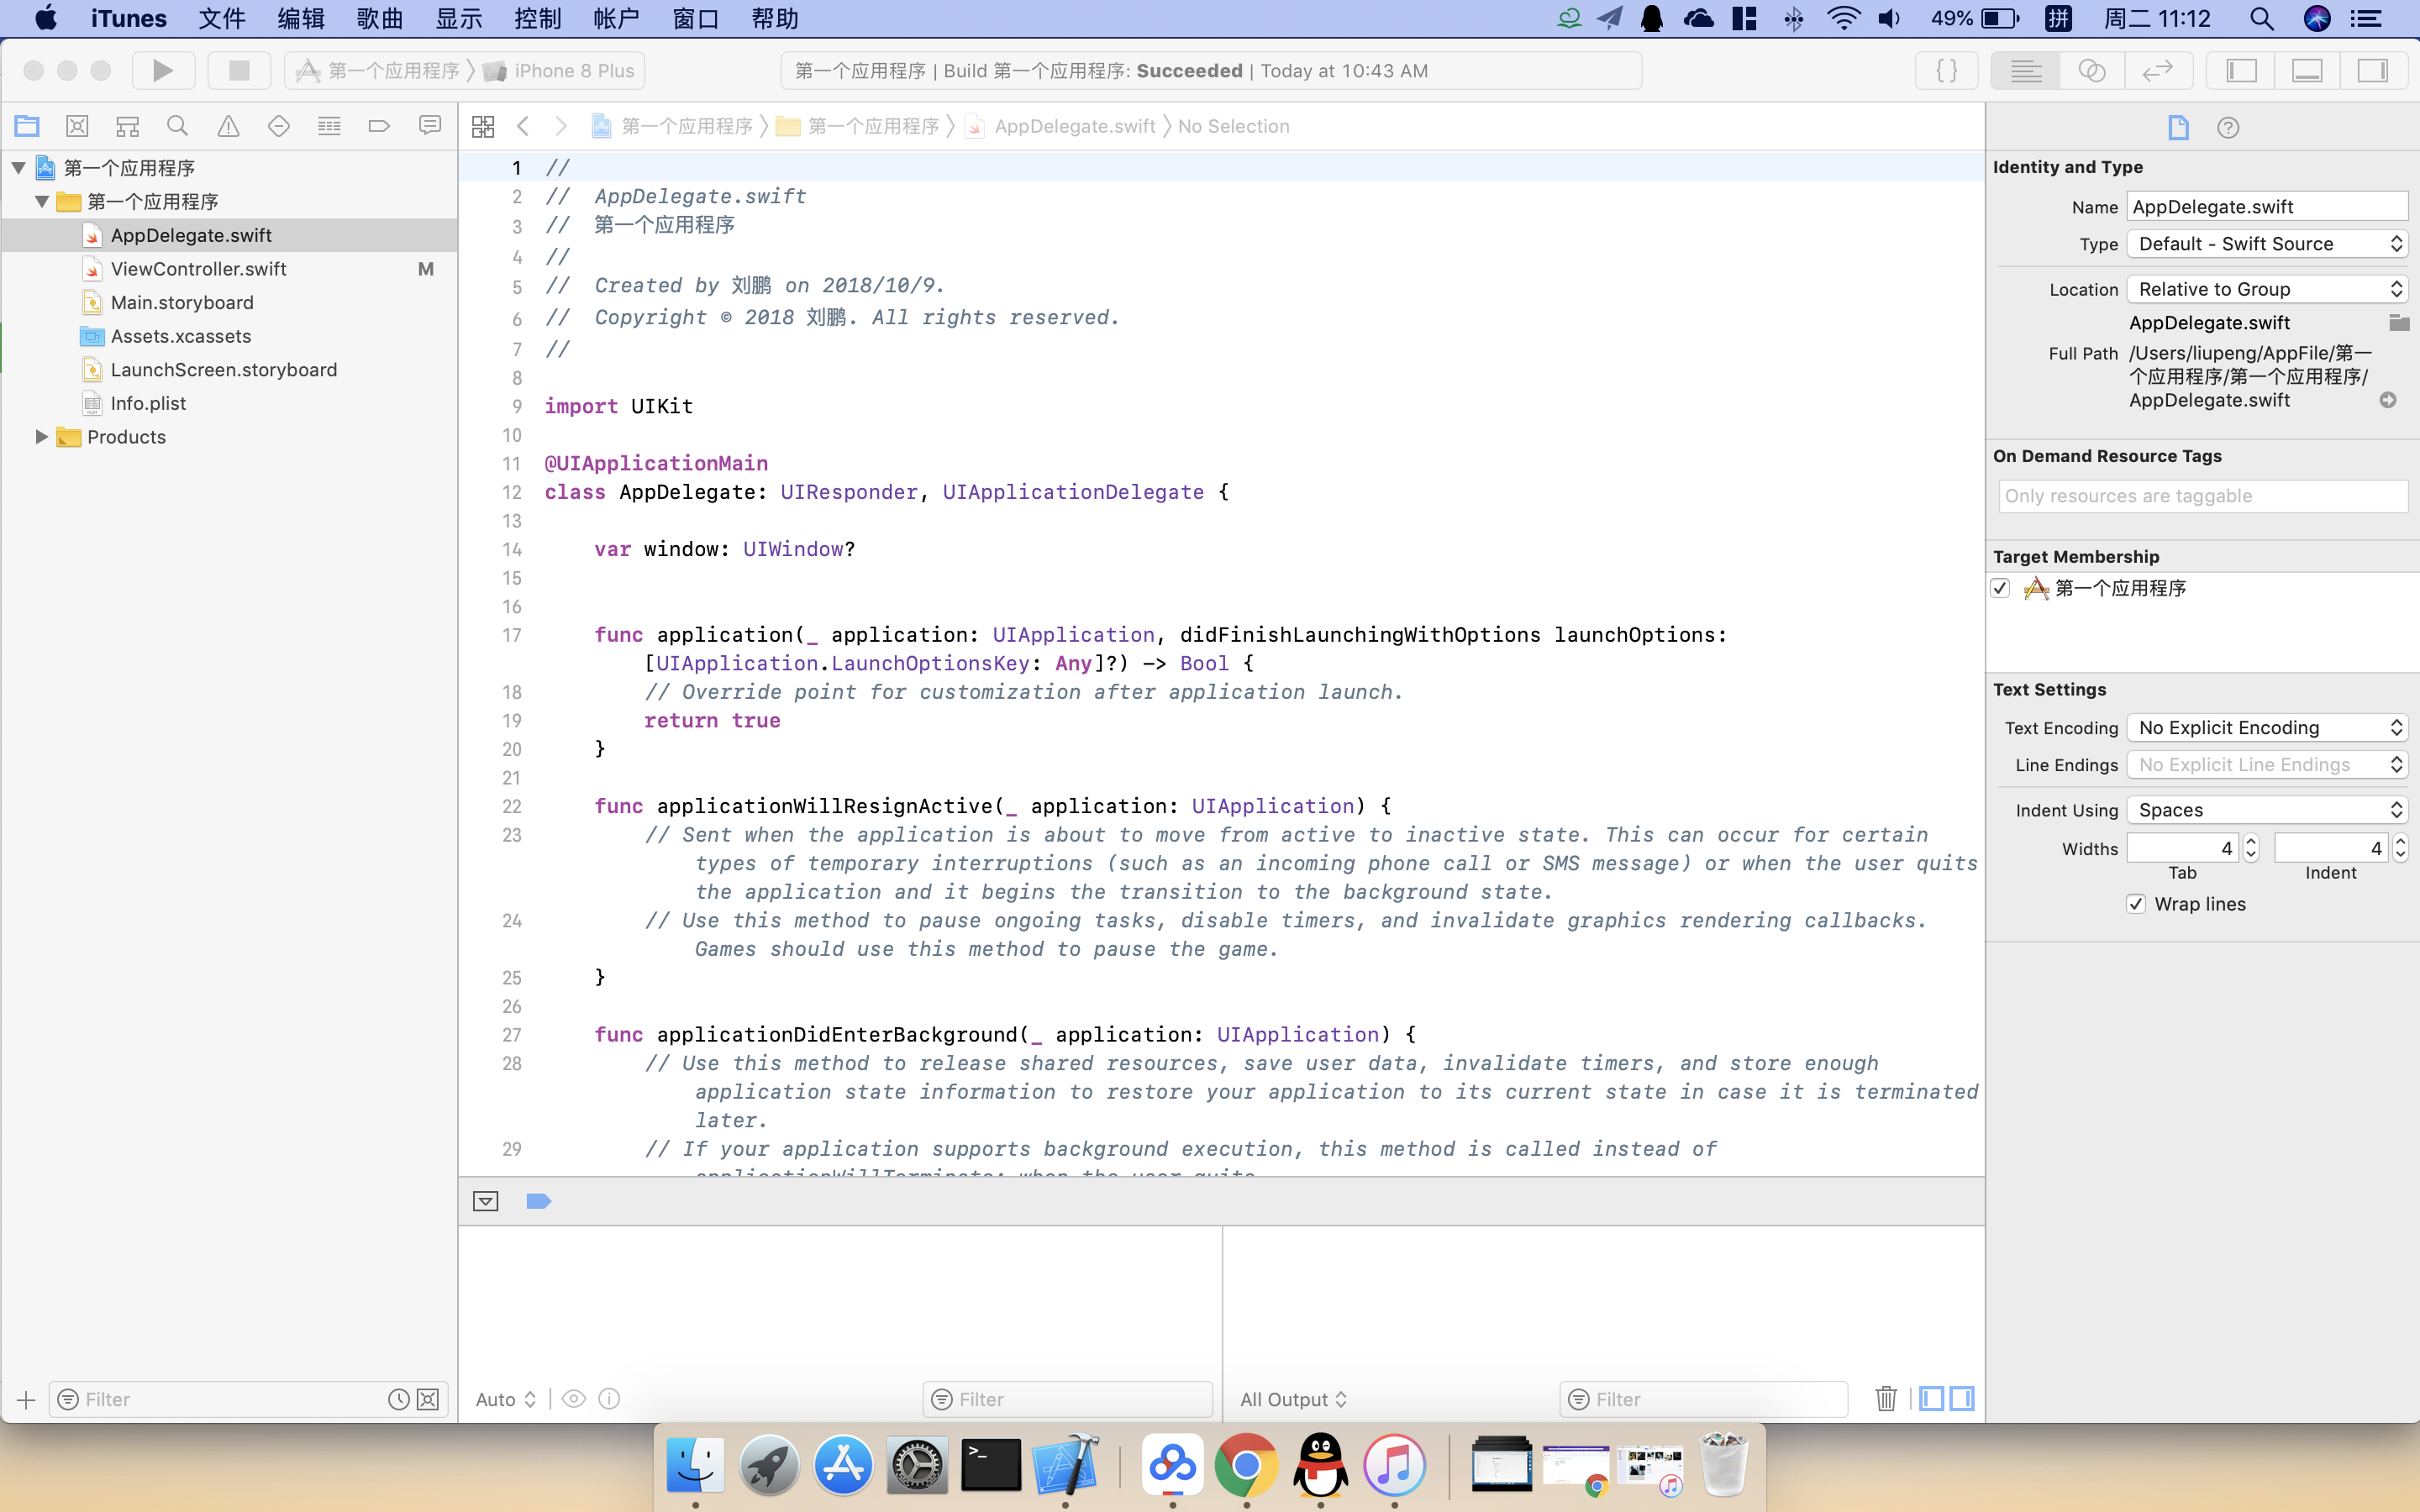 iTunes 文件 编辑 歌曲 显示 控制 帐户 窗口 帮助 49% 拼 周二 11:12
第一个应用程序 iPhone 8 Plus 第一个应用程序 | Build 第一个应用程序: Succeeded | Today at 10:43 AM { }
第一个应用程序 第一个应用程序 AppDelegate.swift No Selection
第一个应用程序
第一个应用程序
AppDelegate.swift
ViewController.swift M
Main.storyboard
Assets.xcassets
LaunchScreen.storyboard
Info.plist
Products
Filter
1 //
2 // AppDelegate.swift
3 // 第一个应用程序
4 //
5 // Created by 刘鹏 on 2018/10/9.
6 // Copyright © 2018 刘鹏. All rights reserved.
7 //
8
9 import UIKit
10
11 @UIApplicationMain
12 class AppDelegate: UIResponder, UIApplicationDelegate {
13
14 var window: UIWindow?
15
16
17 func application(_ application: UIApplication, didFinishLaunchingWithOptions launchOptions:
[UIApplication.LaunchOptionsKey: Any]?) -> Bool {
18 // Override point for customization after application launch.
19 return true
20 }
21
22 func applicationWillResignActive(_ application: UIApplication) {
23 // Sent when the application is about to move from active to inactive state. This can occur for certain
types of temporary interruptions (such as an incoming phone call or SMS message) or when the user quits
the application and it begins the transition to the background state.
24 // Use this method to pause ongoing tasks, disable timers, and invalidate graphics rendering callbacks.
Games should use this method to pause the game.
25 }
26
27 func applicationDidEnterBackground(_ application: UIApplication) {
28 // Use this method to release shared resources, save user data, invalidate timers, and store enough
application state information to restore your application to its current state in case it is terminated
later.
29 // If your application supports background execution, this method is called instead of
applicationWillTerminate: when the user quits.
Auto Filter All Output Filter
Identity and Type
Name AppDelegate.swift
Type Default - Swift Source
Location Relative to Group
AppDelegate.swift
Full Path /Users/liupeng/AppFile/第一
个应用程序/第一个应用程序/
AppDelegate.swift
On Demand Resource Tags
Only resources are taggable
Target Membership
第一个应用程序
Text Settings
Text Encoding No Explicit Encoding
Line Endings No Explicit Line Endings
Indent Using Spaces
Widths 4 4
Tab Indent
Wrap lines